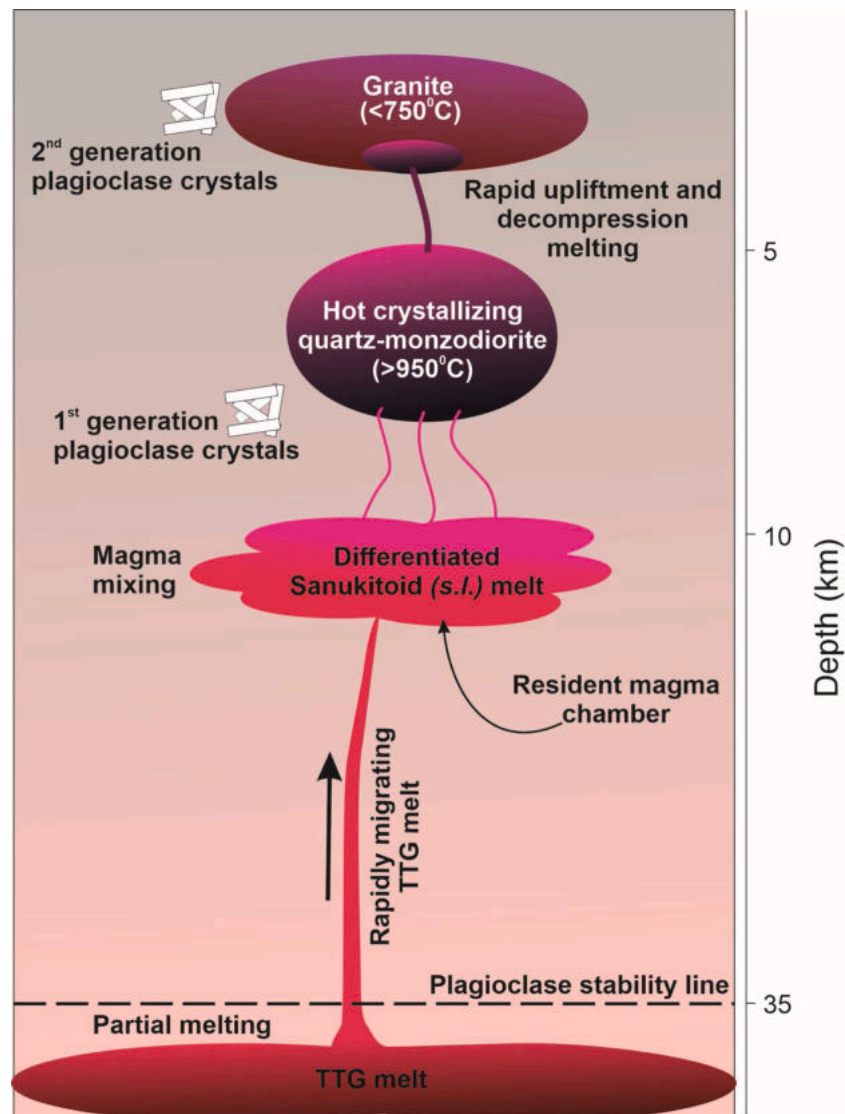 Granite
(<750⁰C)
2ⁿᵈ generation
plagioclase crystals
Rapid upliftment and
decompression
melting
5
Hot crystallizing
quartz-monzodiorite
(>950⁰C)
1ˢᵗ generation
plagioclase crystals
10
Magma
mixing
Differentiated
Sanukitoid (s.l.) melt
Depth (km)
Resident magma
chamber
Rapidly migrating
TTG melt
Plagioclase stability line
35
Partial melting
TTG melt